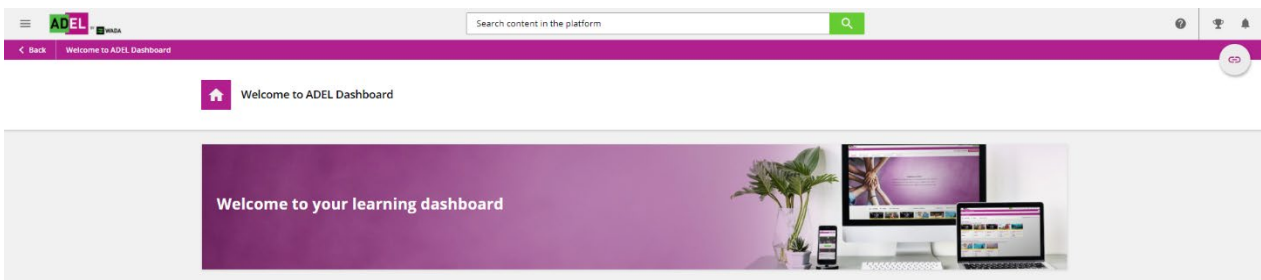 ADEL BY WADA
Search content in the platform
Back Welcome to ADEL Dashboard
Welcome to ADEL Dashboard
Welcome to your learning dashboard